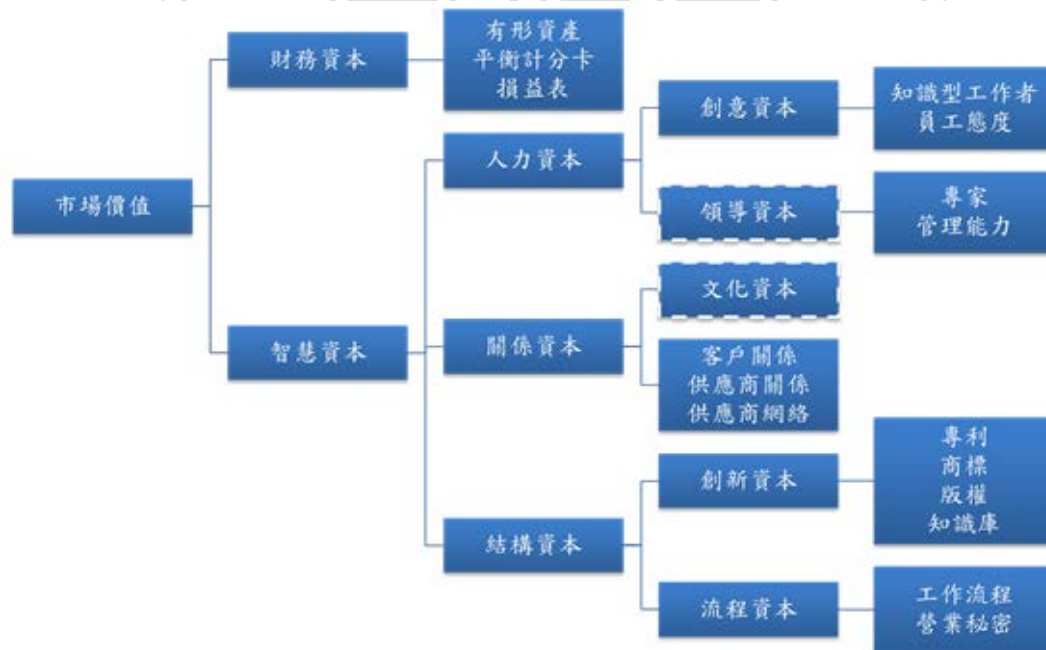 市場價值
財務資本
有形資產
平衡計分卡
損益表
智慧資本
人力資本
創意資本
知識型工作者
員工態度
領導資本
專家
管理能力
關係資本
文化資本
客戶關係
供應商關係
供應商網絡
結構資本
創新資本
專利
商標
版權
知識庫
流程資本
工作流程
營業秘密